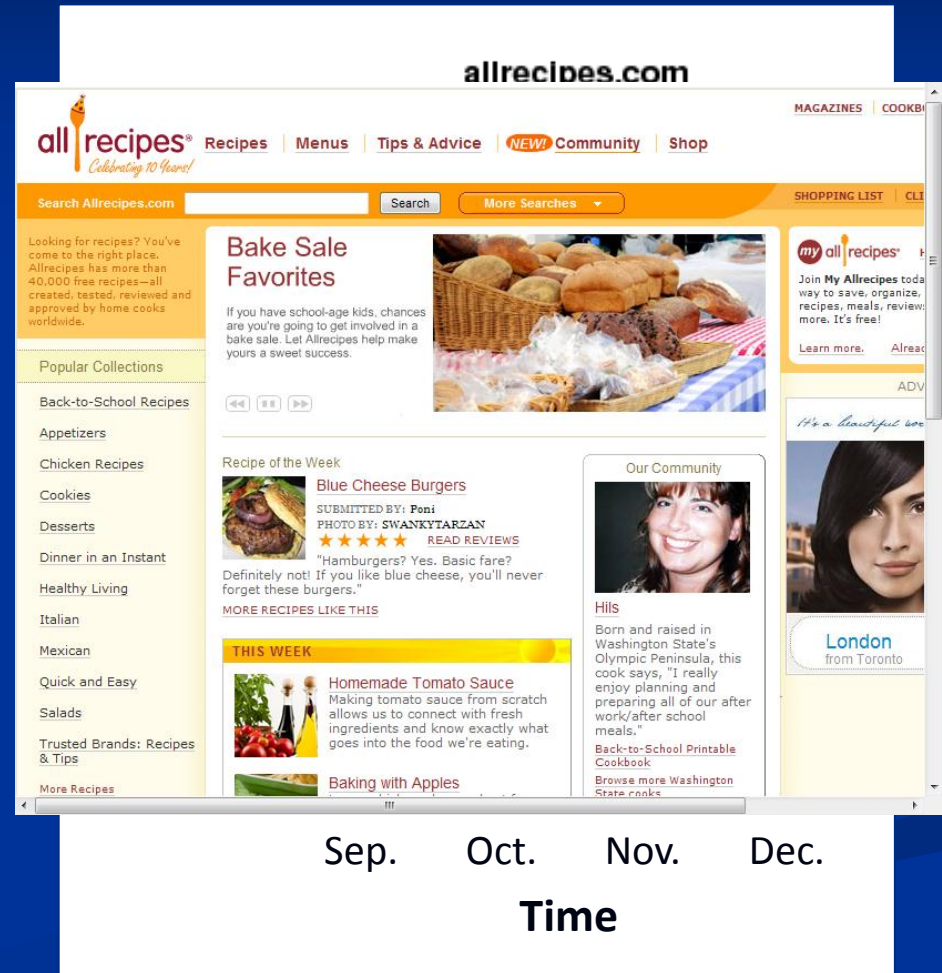 allrecipes.com
MAGAZINES COOKB
all recipes®
Celebrating 10 Years!
Recipes Menus Tips & Advice NEW! Community Shop
Search Allrecipes.com Search More Searches
SHOPPING LIST CLI
Looking for recipes? You've
come to the right place.
Allrecipes has more than
40,000 free recipes—all
created, tested, reviewed and
approved by home cooks
worldwide.
Popular Collections
Back-to-School Recipes
Appetizers
Chicken Recipes
Cookies
Desserts
Dinner in an Instant
Healthy Living
Italian
Mexican
Quick and Easy
Salads
Trusted Brands: Recipes
& Tips
More Recipes
Bake Sale
Favorites
If you have school-age kids, chances
are you're going to get involved in a
bake sale. Let Allrecipes help make
yours a sweet success.
Recipe of the Week
Blue Cheese Burgers
SUBMITTED BY: Poni
PHOTO BY: SWANKYTARZAN
READ REVIEWS
"Hamburgers? Yes. Basic fare?
Definitely not! If you like blue cheese, you'll never
forget these burgers."
MORE RECIPES LIKE THIS
THIS WEEK
Homemade Tomato Sauce
Making tomato sauce from scratch
allows us to connect with fresh
ingredients and know exactly what
goes into the food we're eating.
Baking with Apples
Our Community
Hils
Born and raised in
Washington State's
Olympic Peninsula, this
cook says, "I really
enjoy planning and
preparing all of our after
work/after school
meals."
Back-to-School Printable
Cookbook
Browse more Washington
State cooks
my all recipes® H
Join My Allrecipes toda
way to save, organize,
recipes, meals, review
more. It's free!
Learn more. Alread
ADV
It's a beautiful wor
London
from Toronto
Sep. Oct. Nov. Dec.
Time